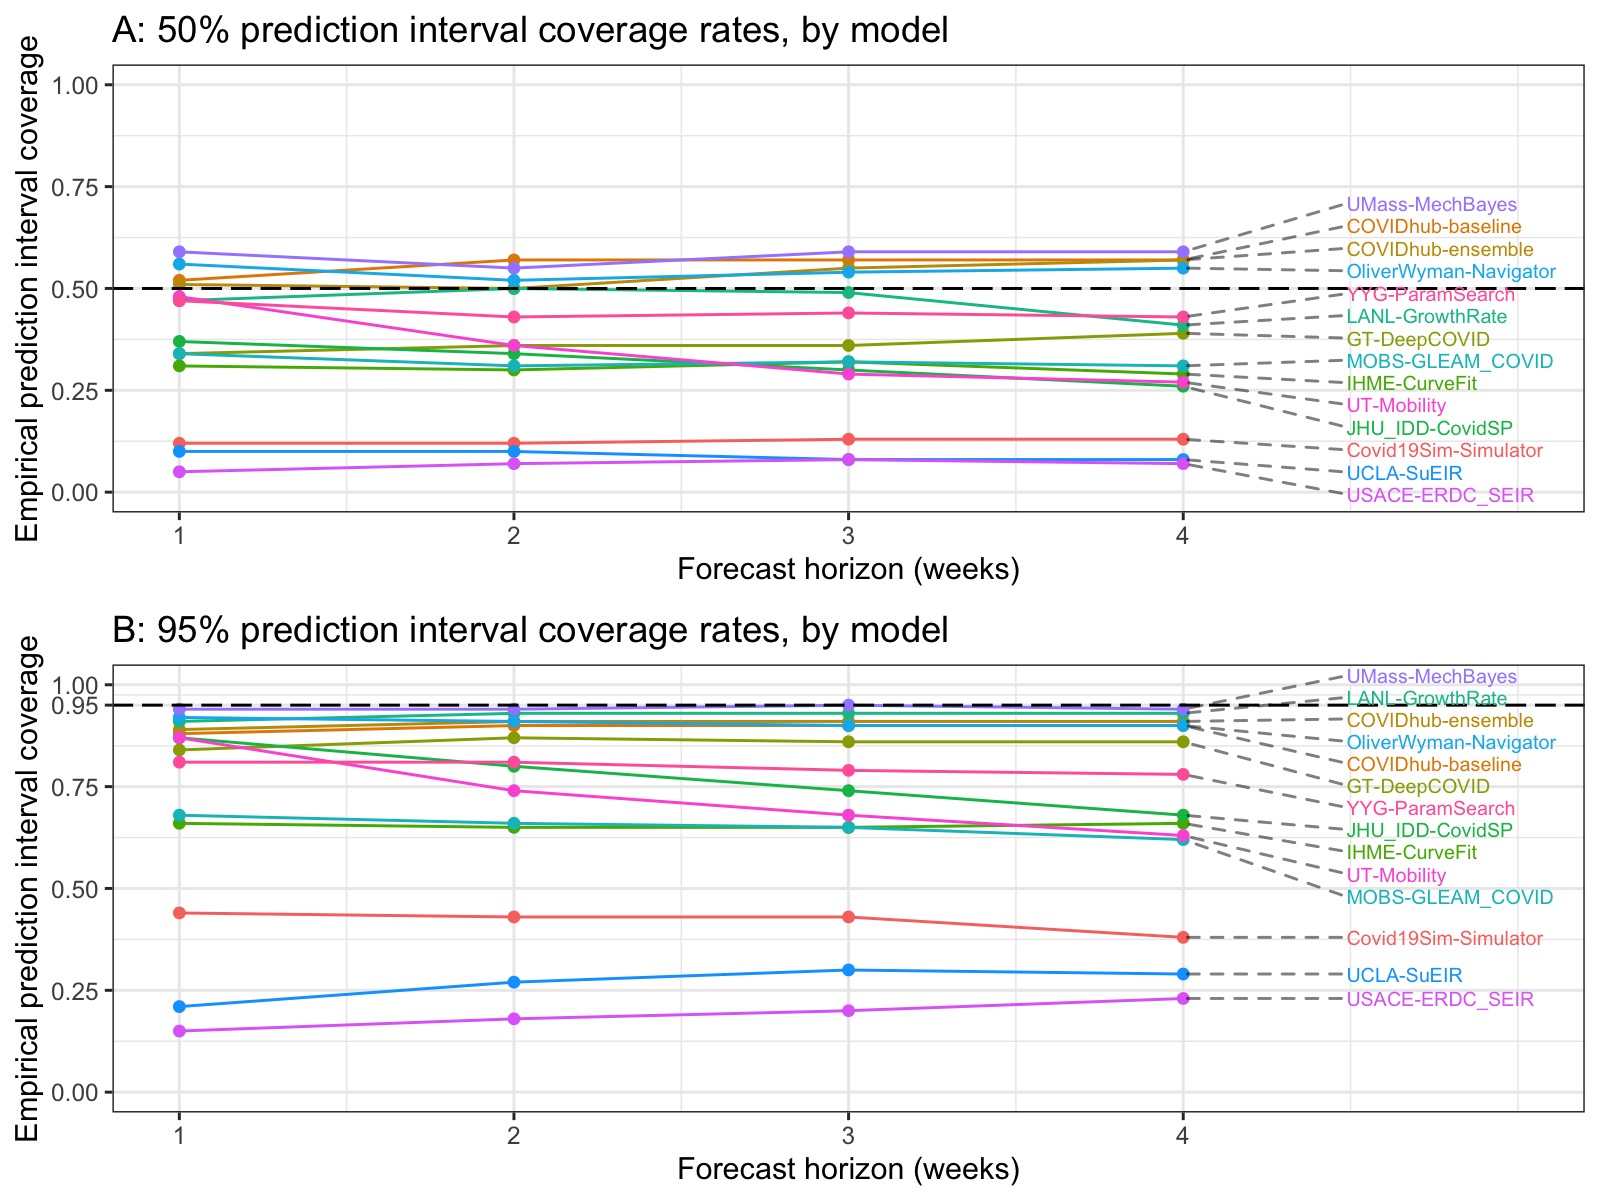 A: 50% prediction interval coverage rates, by model
Empirical prediction interval coverage
1.00
0.75
0.50
0.25
0.00
UMass-MechBayes
COVIDhub-baseline
COVIDhub-ensemble
OliverWyman-Navigator
YYG-ParamSearch
LANL-GrowthRate
GT-DeepCOVID
MOBS-GLEAM_COVID
IHME-CurveFit
UT-Mobility
JHU_IDD-CovidSP
Covid19Sim-Simulator
UCLA-SuEIR
USACE-ERDC_SEIR
1 2 3 4
Forecast horizon (weeks)
B: 95% prediction interval coverage rates, by model
Empirical prediction interval coverage
1.00
0.95
0.75
0.50
0.25
0.00
UMass-MechBayes
LANL-GrowthRate
COVIDhub-ensemble
OliverWyman-Navigator
COVIDhub-baseline
GT-DeepCOVID
YYG-ParamSearch
JHU_IDD-CovidSP
IHME-CurveFit
UT-Mobility
MOBS-GLEAM_COVID
Covid19Sim-Simulator
UCLA-SuEIR
USACE-ERDC_SEIR
1 2 3 4
Forecast horizon (weeks)